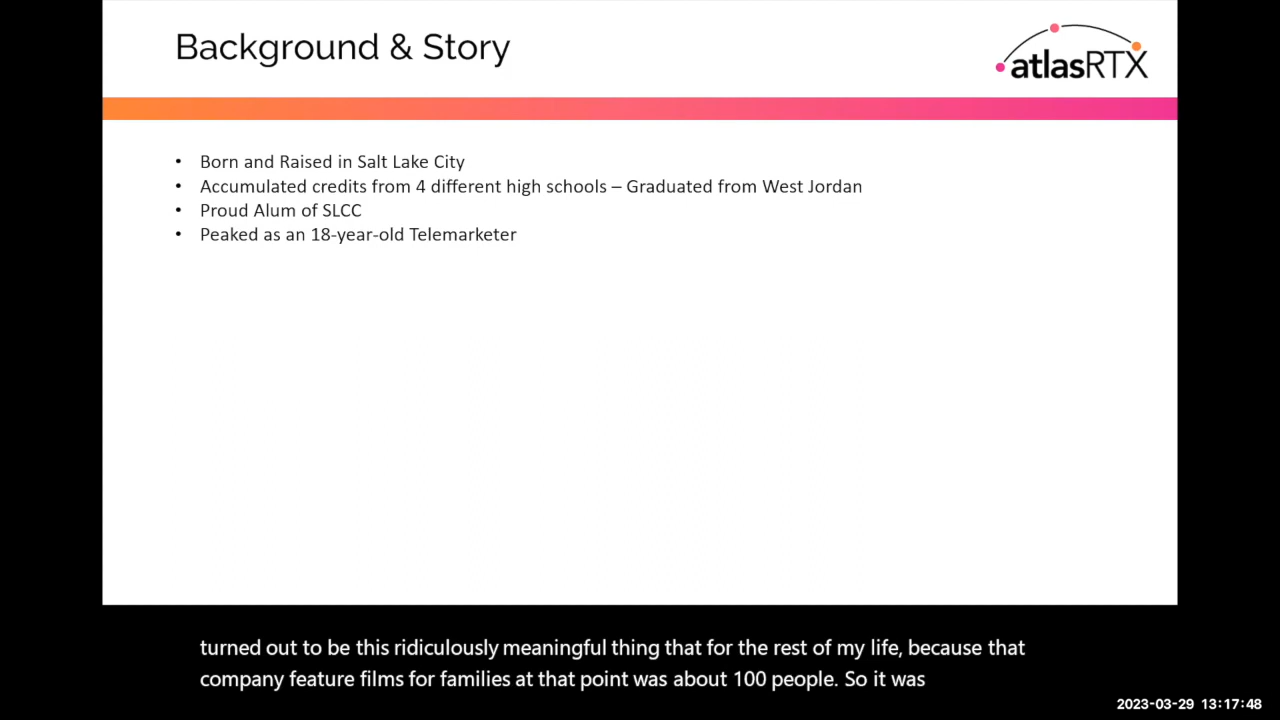 Background & Story
atlasRTX
• Born and Raised in Salt Lake City
• Accumulated credits from 4 different high schools – Graduated from West Jordan
• Proud Alum of SLCC
• Peaked as an 18-year-old Telemarketer
turned out to be this ridiculously meaningful thing that for the rest of my life, because that
company feature films for families at that point was about 100 people. So it was
2023-03-29 13:17:48